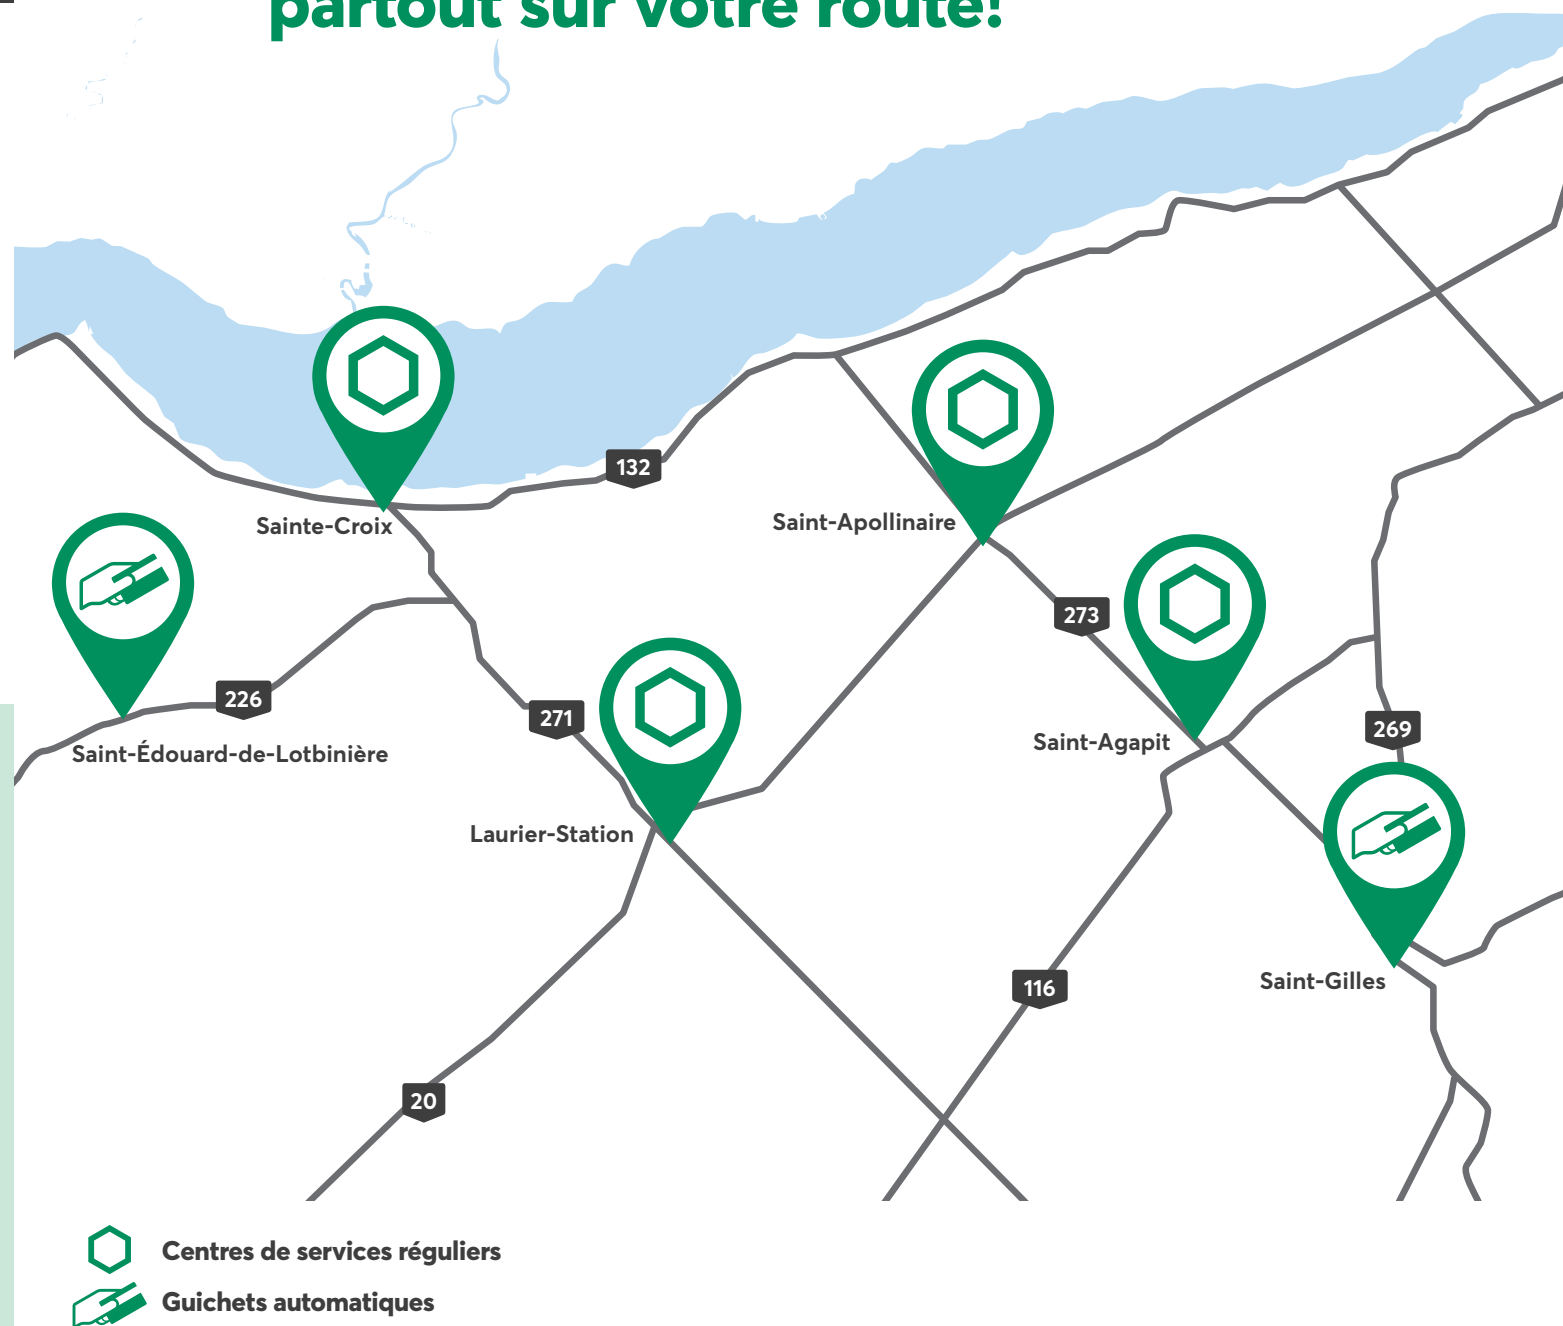 partout sur votre route!
132
Sainte-Croix
Saint-Apollinaire
273
226
271
Saint-Édouard-de-Lotbinière
Saint-Agapit
269
Laurier-Station
116
Saint-Gilles
20
Centres de services réguliers
Guichets automatiques